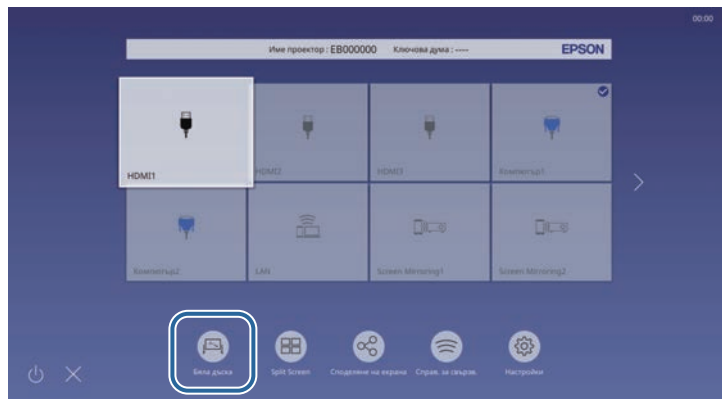 00:00
Име проектор : EB000000 Ключова дума : ----- EPSON
HDMI1 HDMI2 HDMI3 Компютър1
Компютър2 LAN Screen Mirroring1 Screen Mirroring2
Бяла дъска Split Screen Споделяне на екрана Справ. за свързв. Настройки